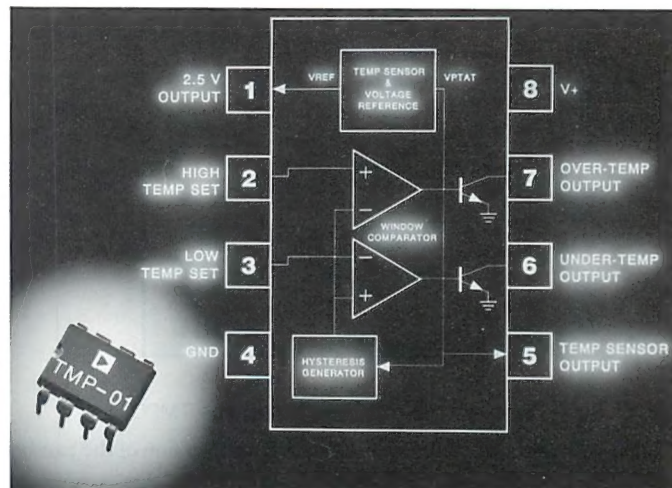 2.5 V
OUTPUT
1
VREF
TEMP SENSOR
&
VOLTAGE
REFERENCE
VPTAT
8
V+
HIGH
TEMP SET
2
+
−
7
OVER-TEMP
OUTPUT
WINDOW
COMPARATOR
LOW
TEMP SET
3
−
+
6
UNDER-TEMP
OUTPUT
GND
4
HYSTERESIS
GENERATOR
5
TEMP SENSOR
OUTPUT
TMP-01